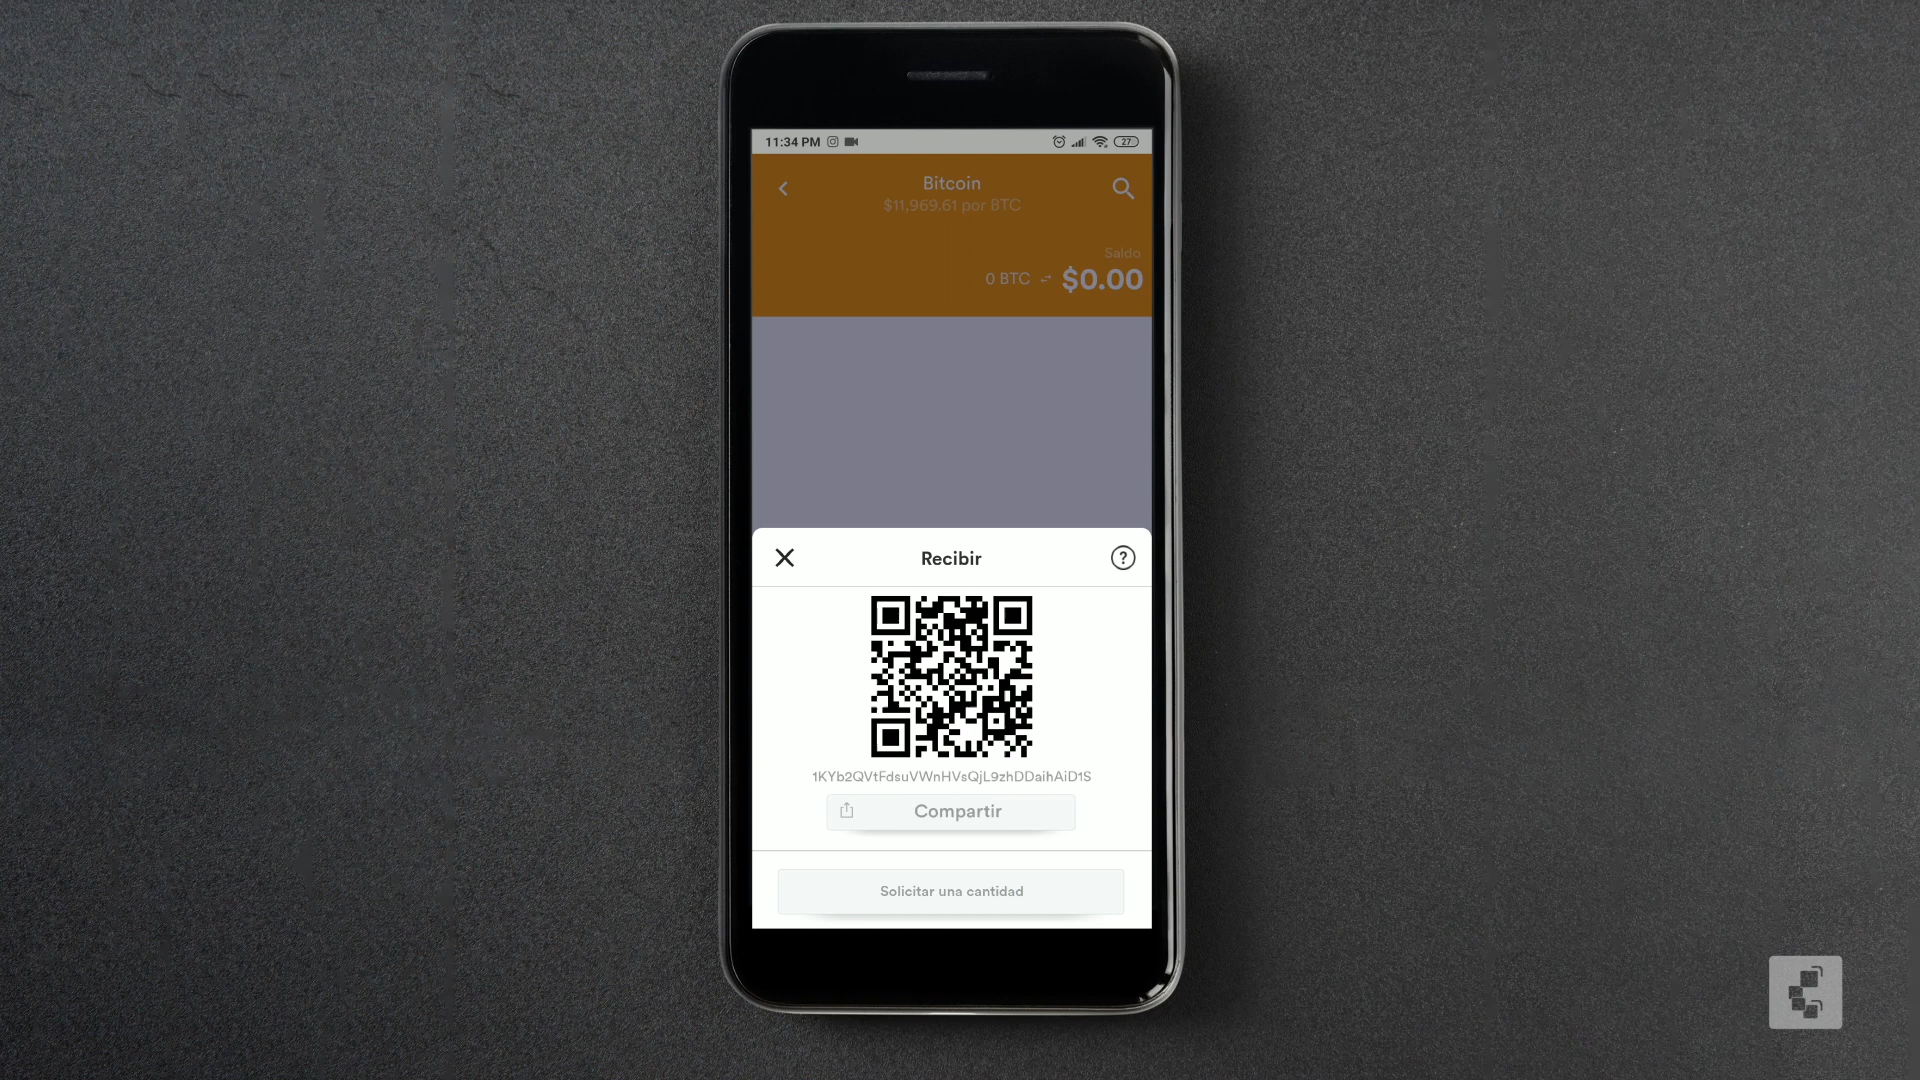 11:34 PM
27
Bitcoin
$11,969.61 por BTC
Saldo
0 BTC $0.00
Recibir
?
1KYb2QVtFdsuVWnHVsQjL9zhDDaihAiD1S
Compartir
Solicitar una cantidad